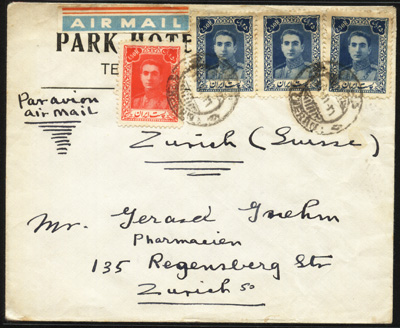 AIR MAIL
PARK HOTE
TE
Par avion
air mail
Zurich (Suisse)
Mr. Gerard Gnehm
Pharmacien
135 Regensberg Str
Zurich 50